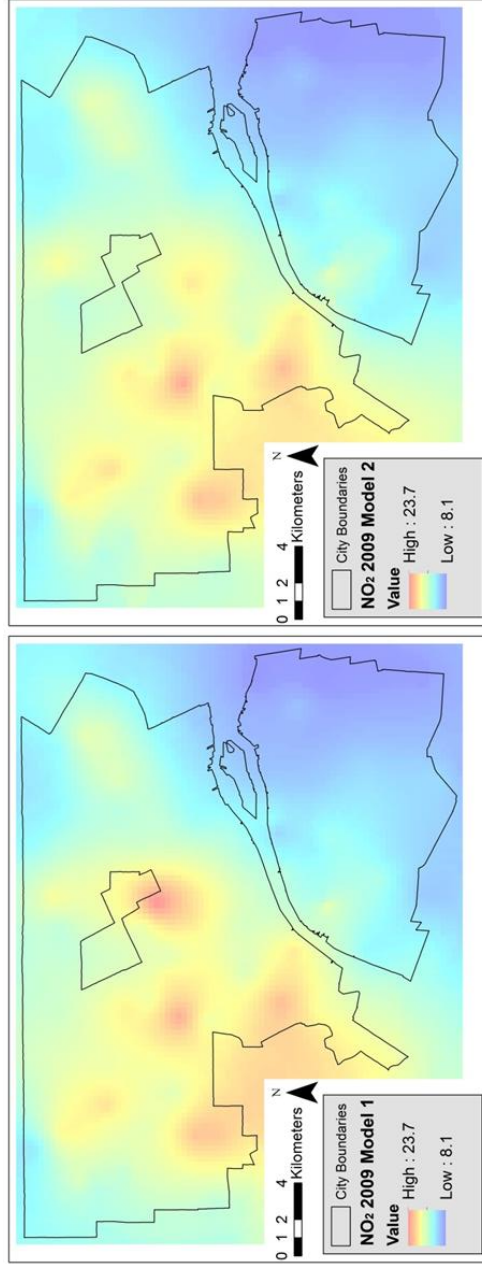 N
0 1 2 4
Kilometers
City Boundaries
NO₂ 2009 Model 1
Value
High : 23.7
Low : 8.1
N
0 1 2 4
Kilometers
City Boundaries
NO₂ 2009 Model 2
Value
High : 23.7
Low : 8.1